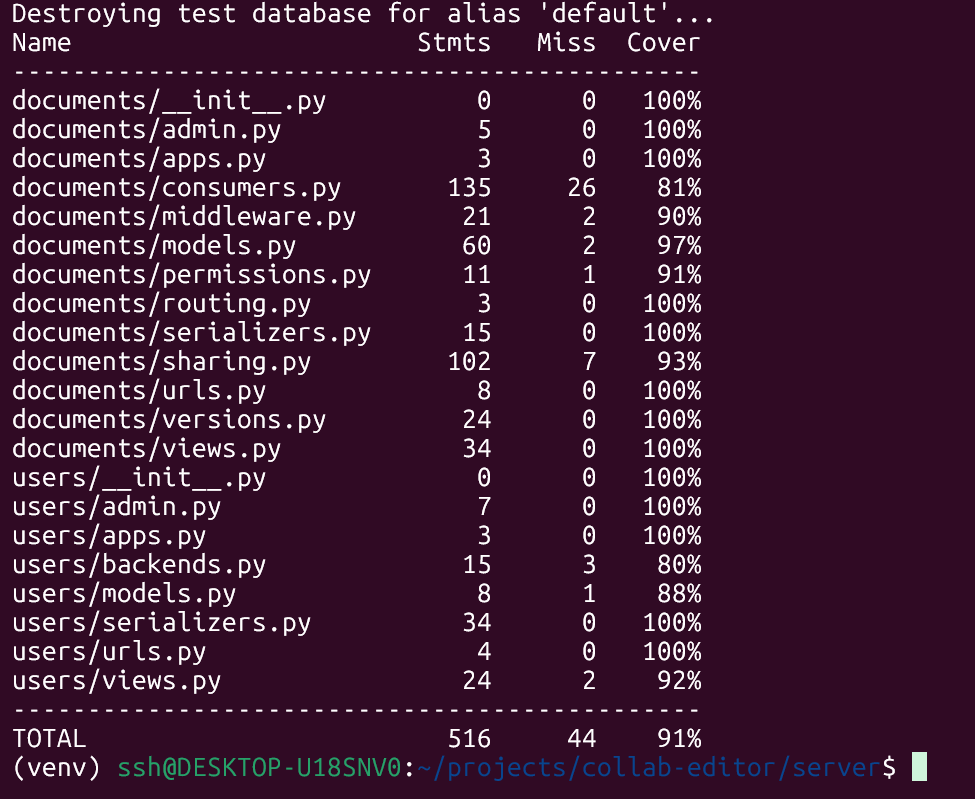 Destroying test database for alias 'default'...
Name                       Stmts   Miss  Cover
----------------------------------------------
documents/__init__.py          0      0   100%
documents/admin.py             5      0   100%
documents/apps.py              3      0   100%
documents/consumers.py       135     26    81%
documents/middleware.py       21      2    90%
documents/models.py           60      2    97%
documents/permissions.py      11      1    91%
documents/routing.py           3      0   100%
documents/serializers.py      15      0   100%
documents/sharing.py         102      7    93%
documents/urls.py              8      0   100%
documents/versions.py         24      0   100%
documents/views.py            34      0   100%
users/__init__.py              0      0   100%
users/admin.py                 7      0   100%
users/apps.py                  3      0   100%
users/backends.py             15      3    80%
users/models.py                8      1    88%
users/serializers.py          34      0   100%
users/urls.py                  4      0   100%
users/views.py                24      2    92%
----------------------------------------------
TOTAL                        516     44    91%
(venv) ssh@DESKTOP-U18SNV0:~/projects/collab-editor/server$